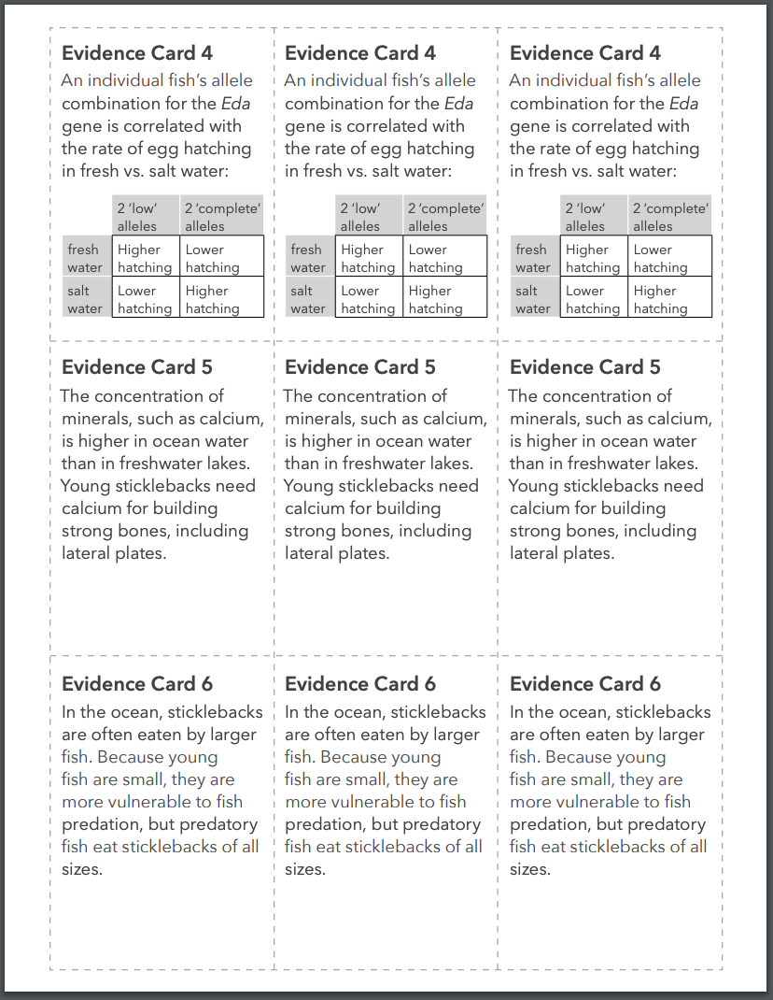 Evidence Card 4
An individual fish's allele
combination for the Eda
gene is correlated with
the rate of egg hatching
in fresh vs. salt water:
2 'low' 2 'complete'
alleles alleles
fresh Higher Lower
water hatching hatching
salt Lower Higher
water hatching hatching
Evidence Card 4
An individual fish's allele
combination for the Eda
gene is correlated with
the rate of egg hatching
in fresh vs. salt water:
2 'low' 2 'complete'
alleles alleles
fresh Higher Lower
water hatching hatching
salt Lower Higher
water hatching hatching
Evidence Card 4
An individual fish's allele
combination for the Eda
gene is correlated with
the rate of egg hatching
in fresh vs. salt water:
2 'low' 2 'complete'
alleles alleles
fresh Higher Lower
water hatching hatching
salt Lower Higher
water hatching hatching
Evidence Card 5
The concentration of
minerals, such as calcium,
is higher in ocean water
than in freshwater lakes.
Young sticklebacks need
calcium for building
strong bones, including
lateral plates.
Evidence Card 5
The concentration of
minerals, such as calcium,
is higher in ocean water
than in freshwater lakes.
Young sticklebacks need
calcium for building
strong bones, including
lateral plates.
Evidence Card 5
The concentration of
minerals, such as calcium,
is higher in ocean water
than in freshwater lakes.
Young sticklebacks need
calcium for building
strong bones, including
lateral plates.
Evidence Card 6
In the ocean, sticklebacks
are often eaten by larger
fish. Because young
fish are small, they are
more vulnerable to fish
predation, but predatory
fish eat sticklebacks of all
sizes.
Evidence Card 6
In the ocean, sticklebacks
are often eaten by larger
fish. Because young
fish are small, they are
more vulnerable to fish
predation, but predatory
fish eat sticklebacks of all
sizes.
Evidence Card 6
In the ocean, sticklebacks
are often eaten by larger
fish. Because young
fish are small, they are
more vulnerable to fish
predation, but predatory
fish eat sticklebacks of all
sizes.